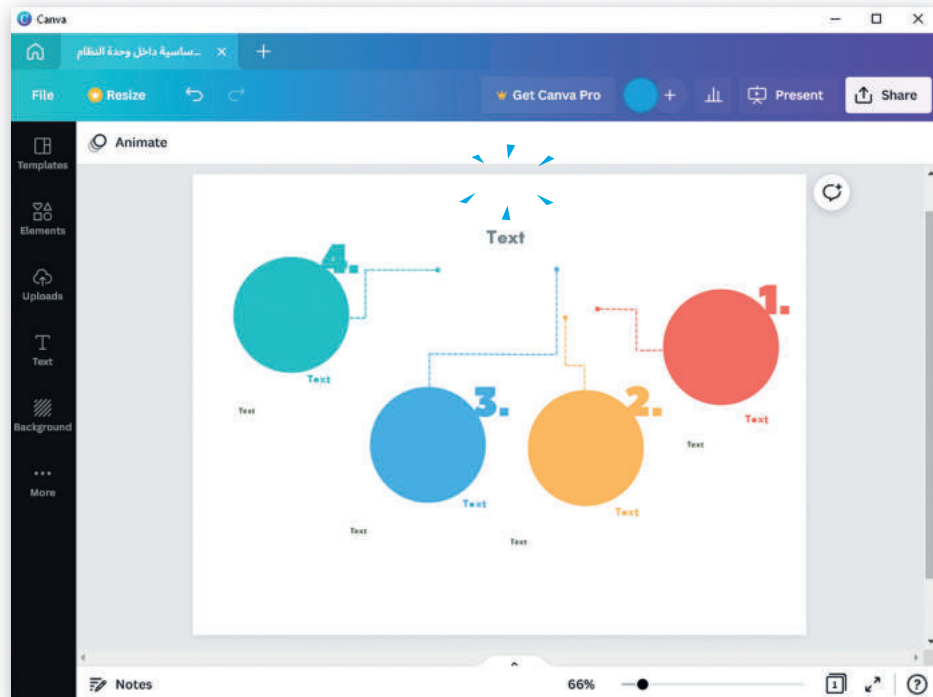 Canva
...ساسية داخل وحدة النظام
File
Resize
Get Canva Pro
Present
Share
Animate
Templates
Elements
Uploads
Text
Background
More
Text
4.
1.
Text
Text
3.
2.
Text
Text
Text
Text
Text
Text
Notes
66%
1
?